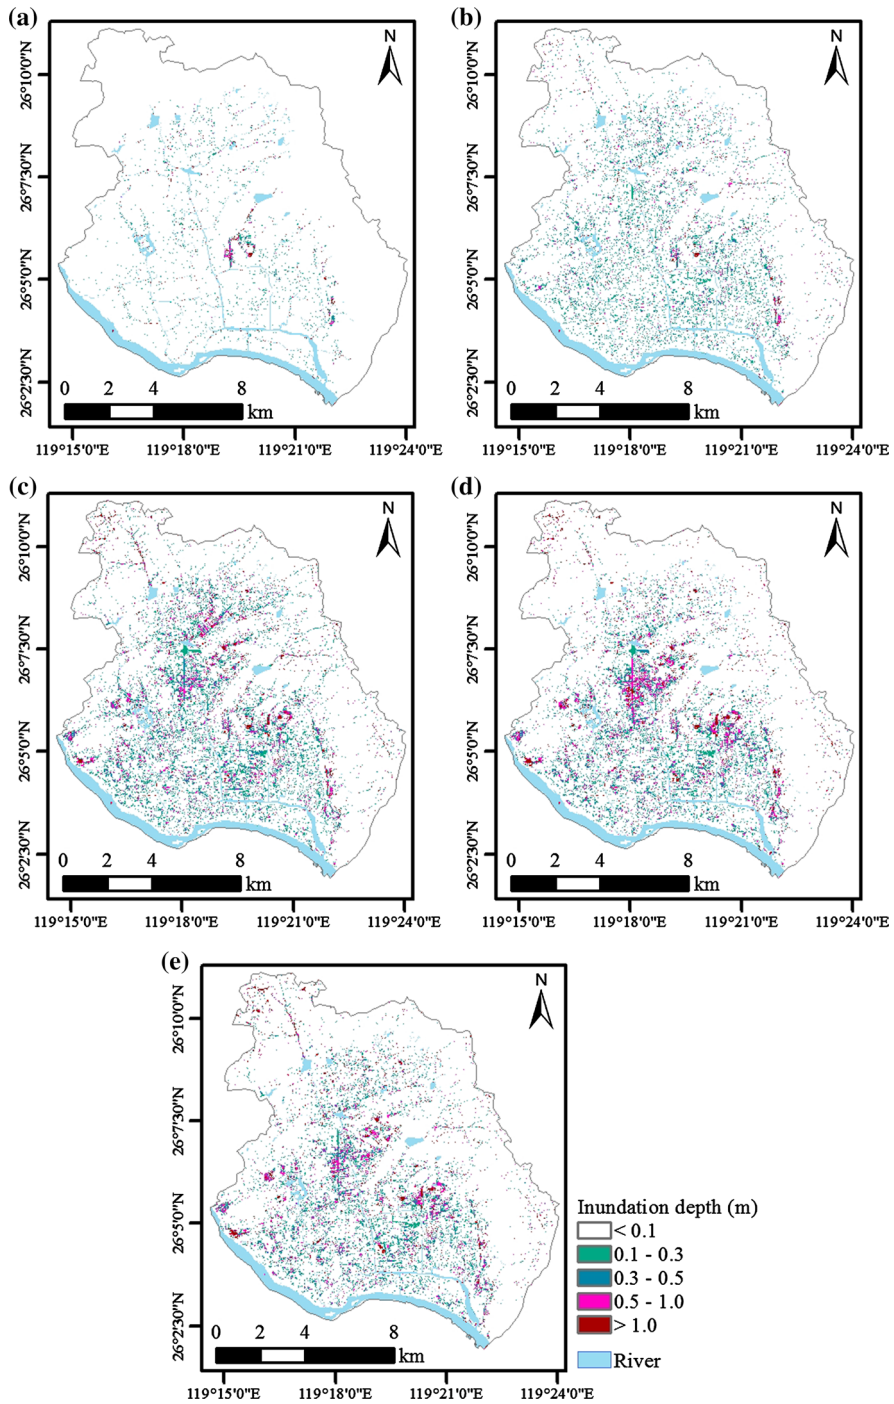 (a)
N
26°10'0"N
26°7'30"N
26°5'0"N
26°2'30"N
0 2 4 8
km
119°15'0"E 119°18'0"E 119°21'0"E 119°24'0"E
(b)
N
26°10'0"N
26°7'30"N
26°5'0"N
26°2'30"N
0 2 4 8
km
119°15'0"E 119°18'0"E 119°21'0"E 119°24'0"E
(c)
N
26°10'0"N
26°7'30"N
26°5'0"N
26°2'30"N
0 2 4 8
km
119°15'0"E 119°18'0"E 119°21'0"E 119°24'0"E
(d)
N
26°10'0"N
26°7'30"N
26°5'0"N
26°2'30"N
0 2 4 8
km
119°15'0"E 119°18'0"E 119°21'0"E 119°24'0"E
(e)
N
26°10'0"N
26°7'30"N
26°5'0"N
26°2'30"N
0 2 4 8
km
119°15'0"E 119°18'0"E 119°21'0"E 119°24'0"E
Inundation depth (m)
< 0.1
0.1 - 0.3
0.3 - 0.5
0.5 - 1.0
> 1.0
River